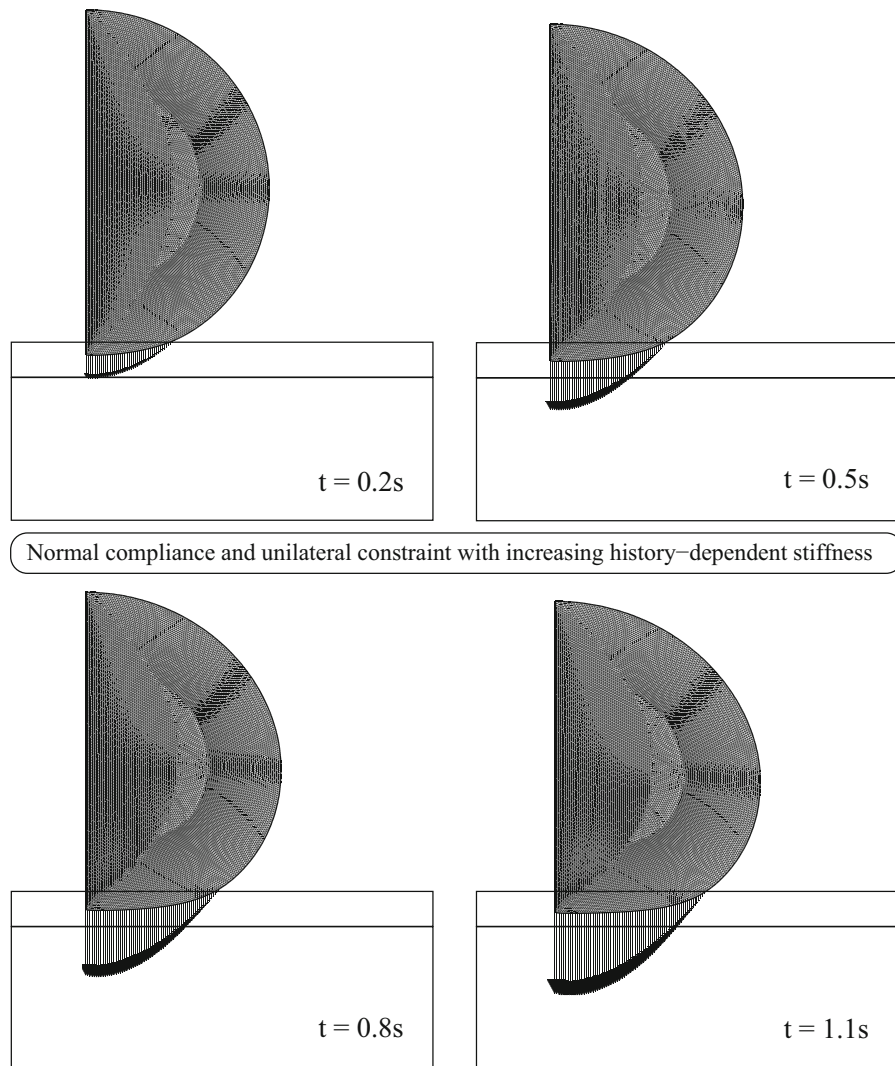 t = 0.2s
t = 0.5s
Normal compliance and unilateral constraint with increasing history−dependent stiffness
t = 0.8s
t = 1.1s